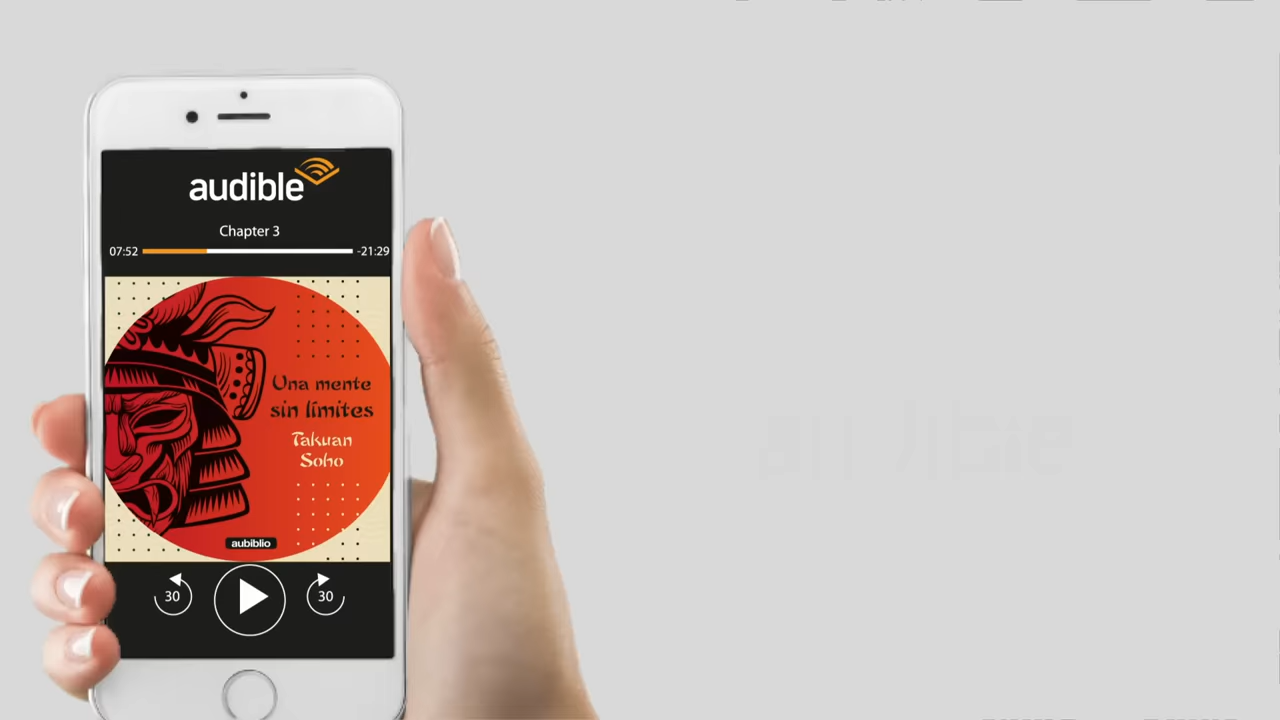 audible
Chapter 3
07:52 -21:29
Una mente
sin límites
Takuan
Soho
aubiblio
30 30